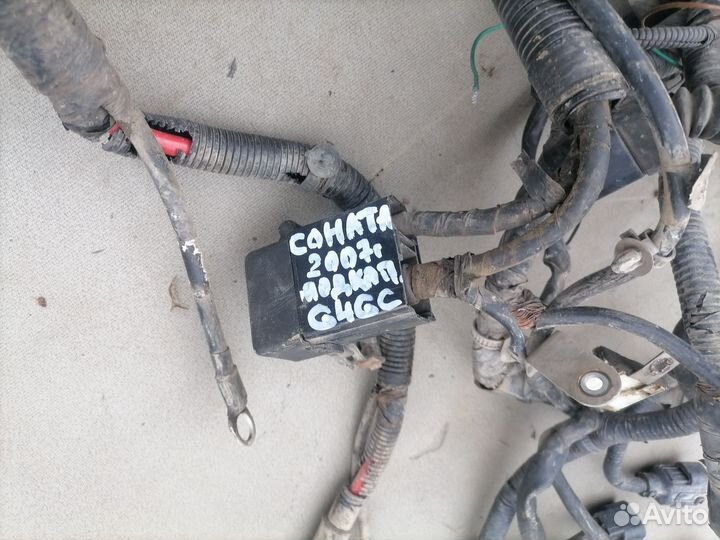 СОНАТА
2007г
подкап.
G4GC
Avito